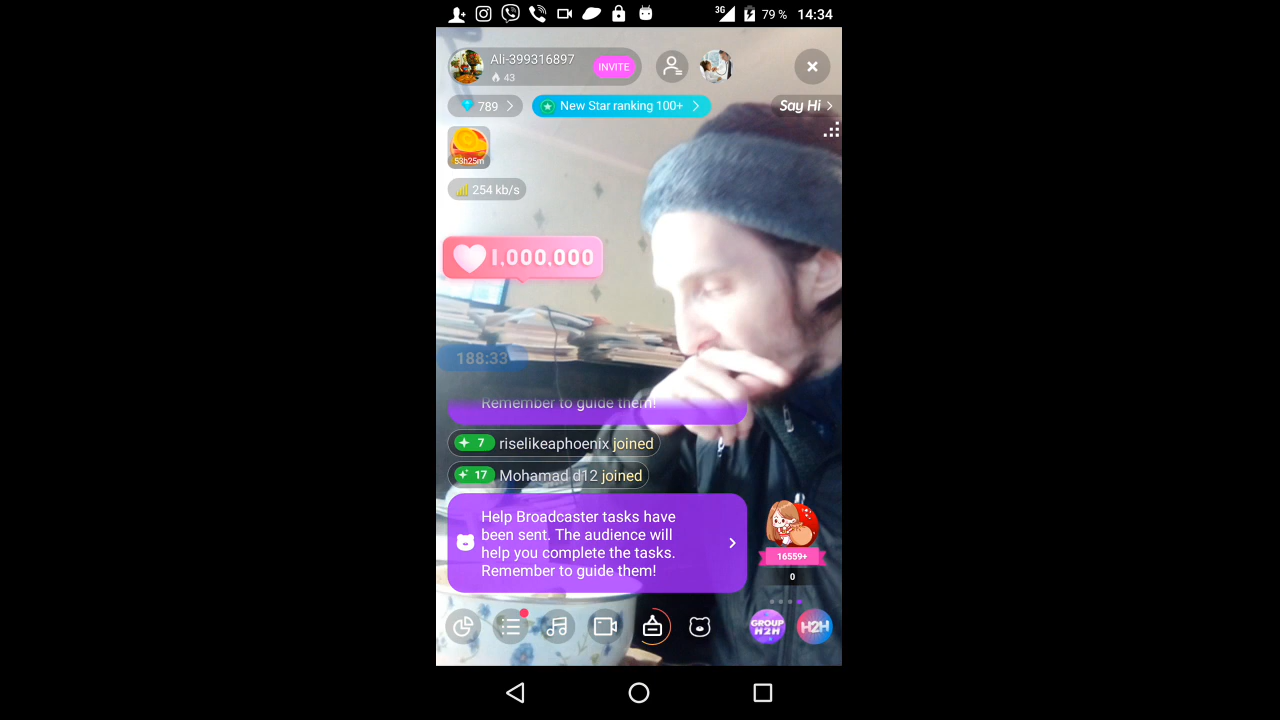 3G 79 % 14:34
Ali-399316897
INVITE
43
789
New Star ranking 100+
Say Hi
53h25m
254 kb/s
1,000,000
188:33
Remember to guide them!
7 riselikeaphoenix joined
17 Mohamad d12 joined
Help Broadcaster tasks have
been sent. The audience will
help you complete the tasks.
Remember to guide them!
16559+
0
GROUP
H2H
H2H